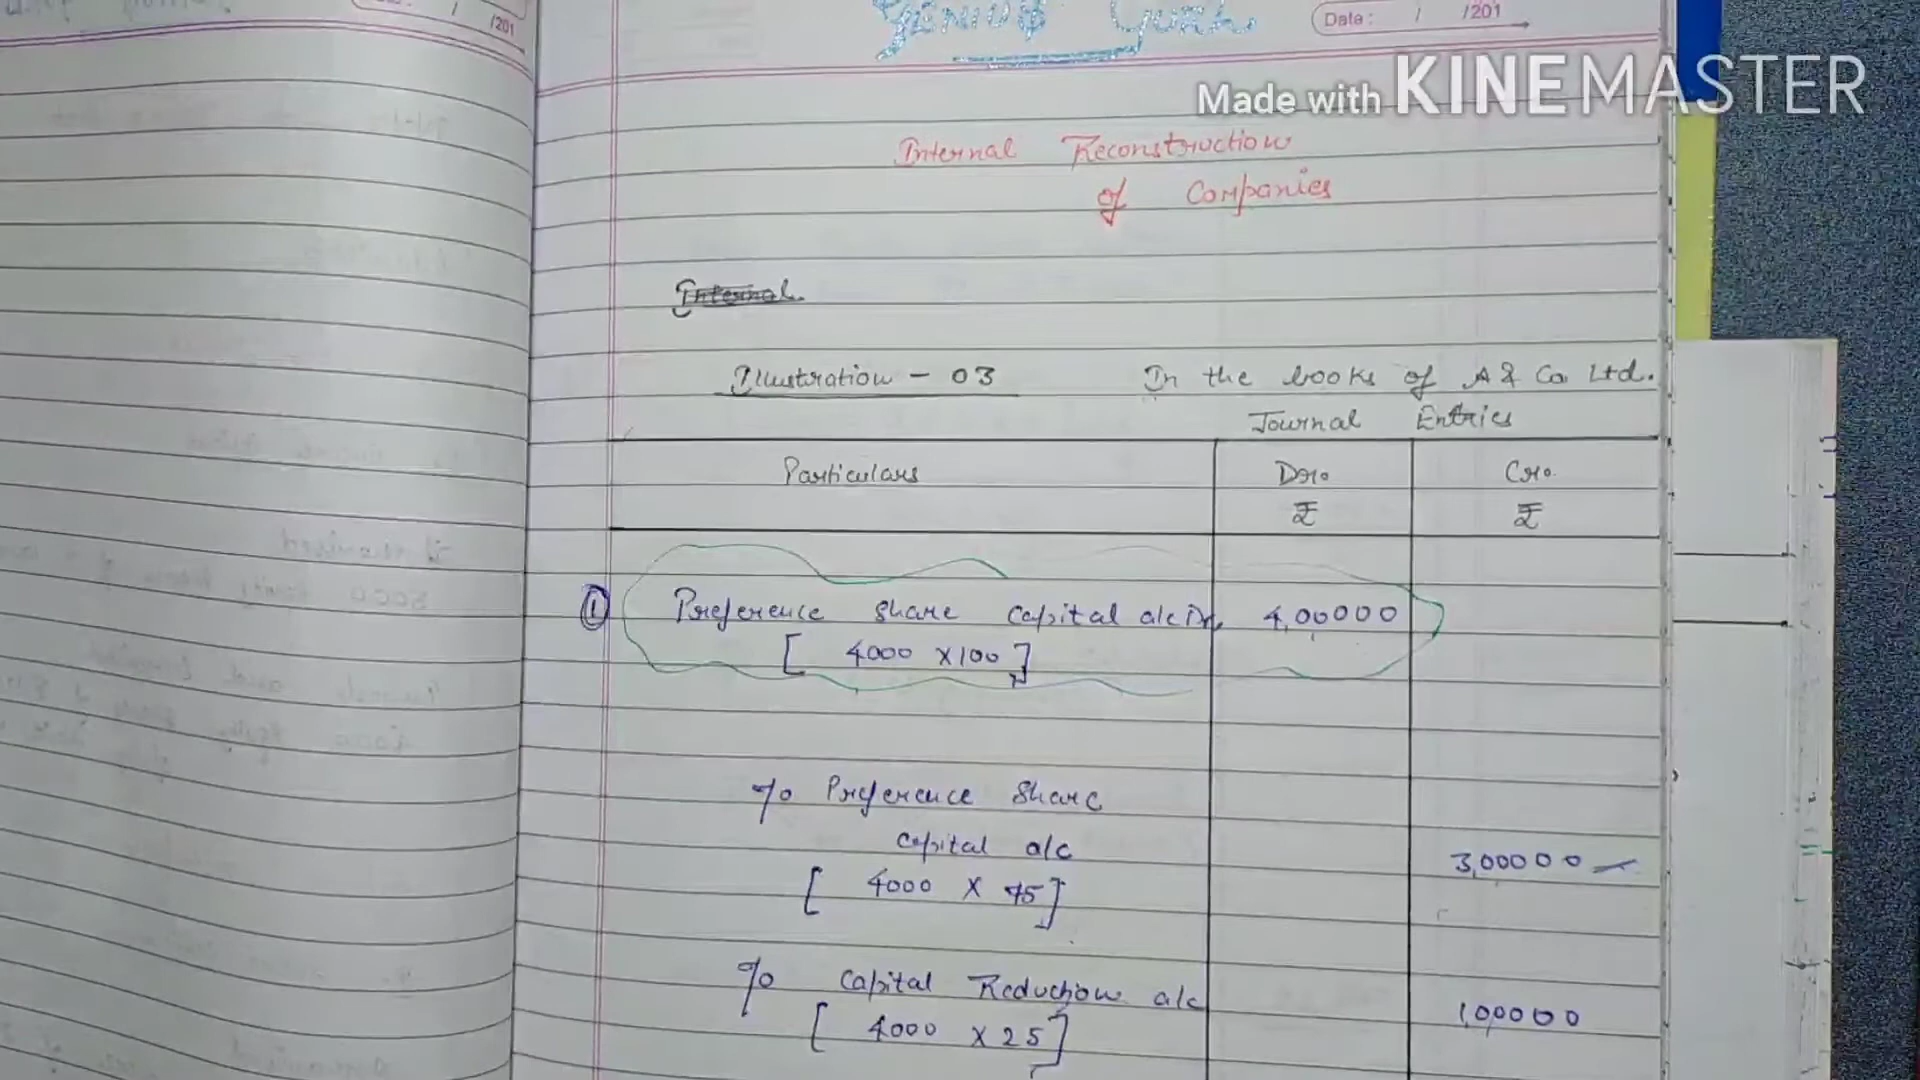 Date : / /201
/ /201
Made with KINEMASTER
Internal Reconstruction
of Companies
Internal
Illustration - 03 In the books of A & Co Ltd.
Journal Entries
Particulars Dr. Cr.
₹ ₹
① Preference Share Capital a/c Dr. 4,00000
[ 4000 X 100 ]
To Preference Share
Capital a/c 3,00000
[ 4000 X 75 ]
To Capital Reduction a/c 1,00000
[ 4000 X 25 ]